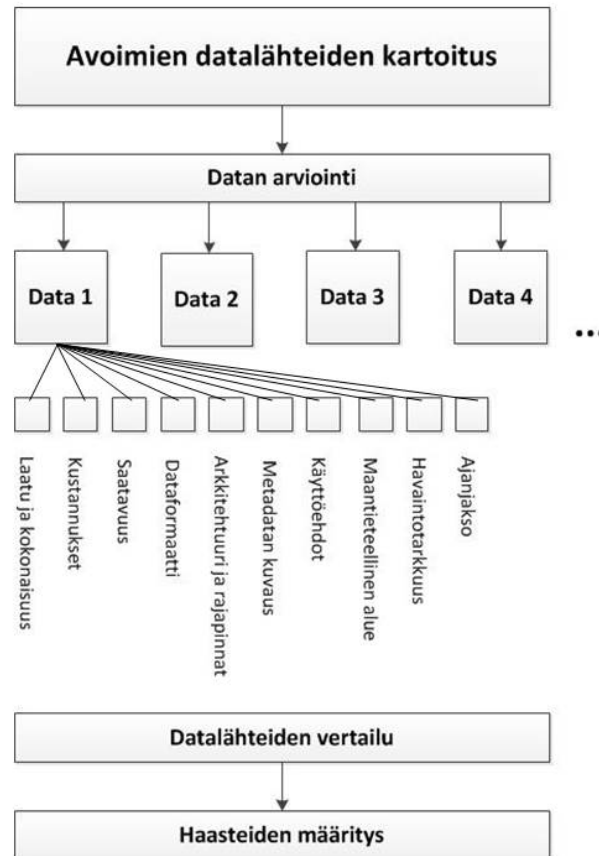 Avoimien datalähteiden kartoitus
Datan arviointi
Data 1
Data 2
Data 3
Data 4
...
Laatu ja kokonaisuus
Kustannukset
Saatavuus
Dataformaatti
Arkkitehtuuri ja rajapinnat
Metadatan kuvaus
Käyttöehdot
Maantieteellinen alue
Havaintotarkkuus
Ajanjakso
Datalähteiden vertailu
Haasteiden määritys